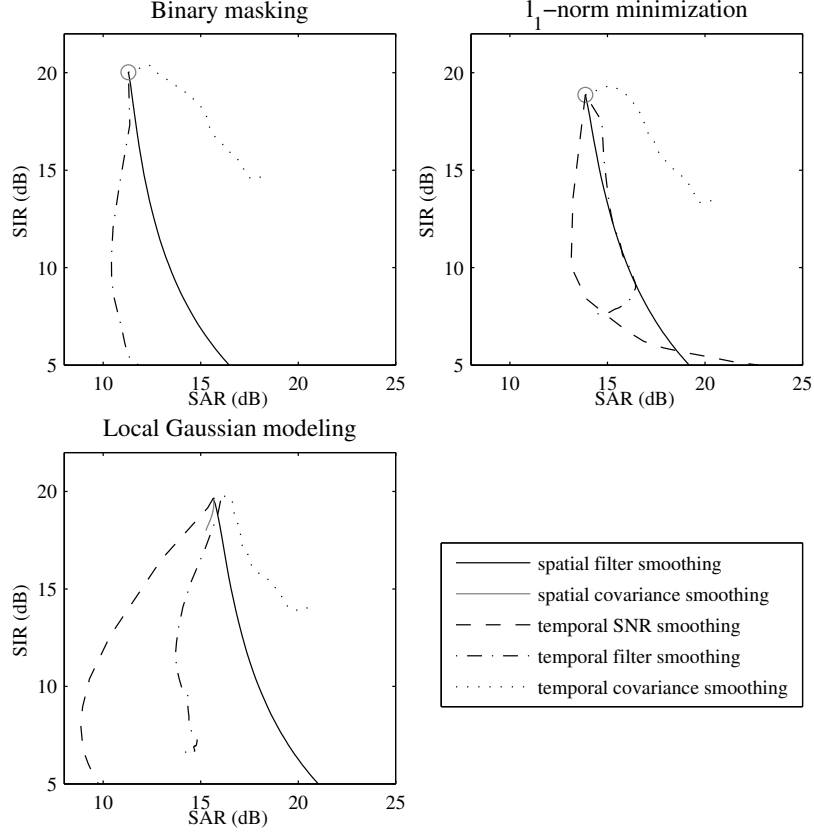 Binary masking
20
15
10
5
SIR (dB)
10 15 20 25
SAR (dB)
l1−norm minimization
20
15
10
5
SIR (dB)
10 15 20 25
SAR (dB)
Local Gaussian modeling
20
15
10
5
SIR (dB)
10 15 20 25
SAR (dB)
spatial filter smoothing
spatial covariance smoothing
temporal SNR smoothing
temporal filter smoothing
temporal covariance smoothing